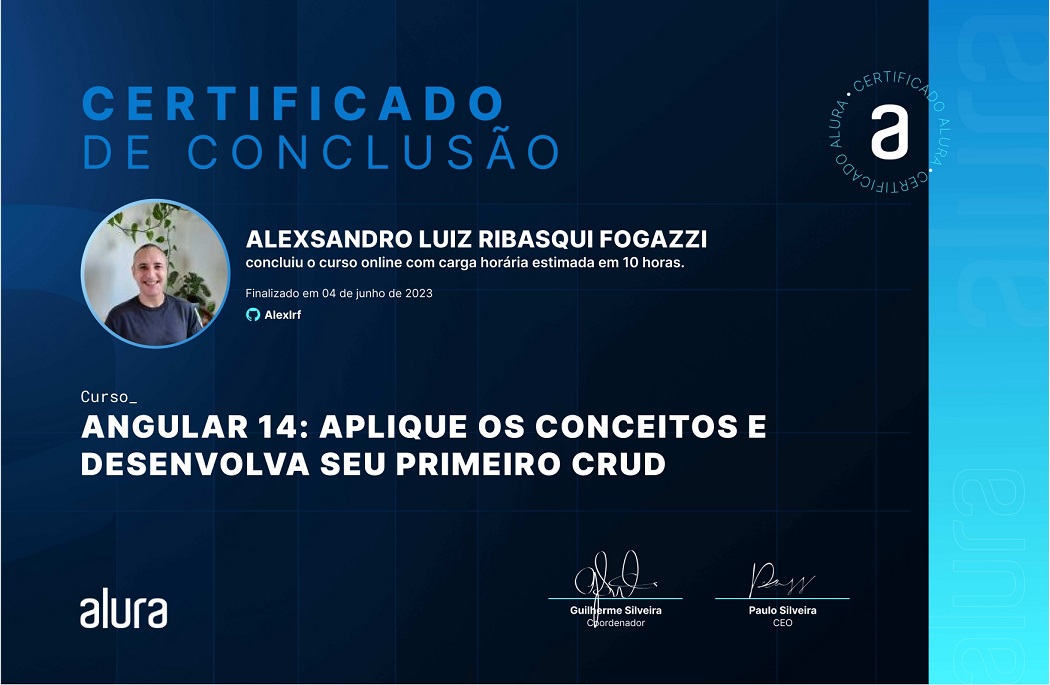 CERTIFICADO
DE CONCLUSÃO
CERTIFICADO ALURA • CERTIFICADO ALURA •
a
ALEXSANDRO LUIZ RIBASQUI FOGAZZI
concluiu o curso online com carga horária estimada em 10 horas.
Finalizado em 04 de junho de 2023
Alexlrf
Curso_
ANGULAR 14: APLIQUE OS CONCEITOS E
DESENVOLVA SEU PRIMEIRO CRUD
alura
Guilherme Silveira
Coordenador
Paulo Silveira
CEO
alura
alura